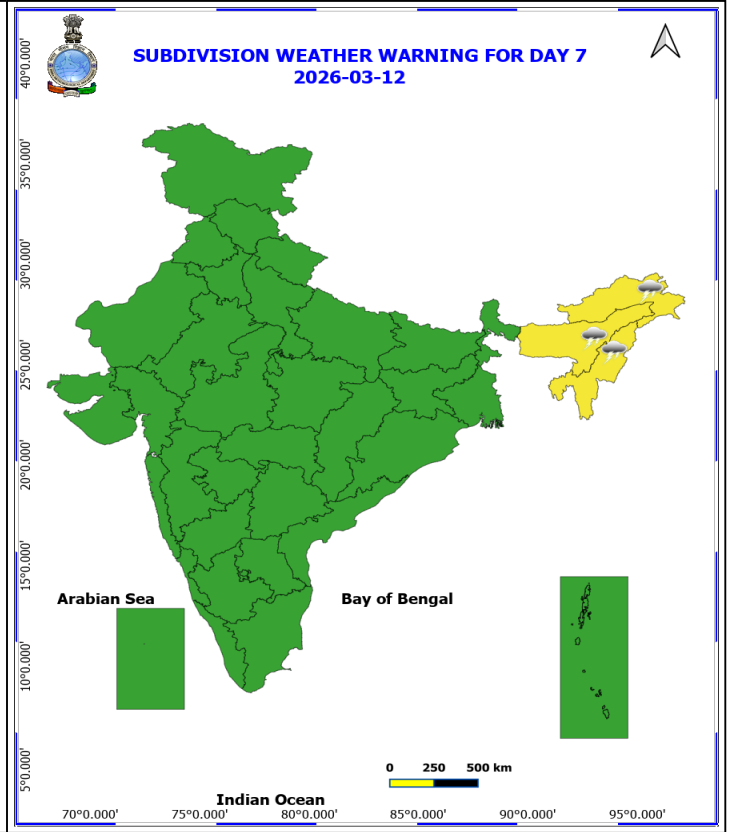 SUBDIVISION WEATHER WARNING FOR DAY 7
2026-03-12
40°0.000'
35°0.000'
30°0.000'
25°0.000'
20°0.000'
15°0.000'
10°0.000'
5°0.000'
Arabian Sea
Bay of Bengal
0 250 500 km
Indian Ocean
70°0.000' 75°0.000' 80°0.000' 85°0.000' 90°0.000' 95°0.000'